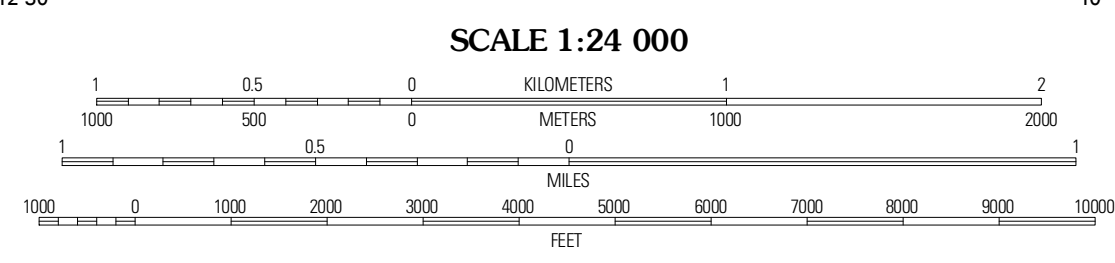 SCALE 1:24 000
1 0.5 0 KILOMETERS 1 2
1000 500 0 METERS 1000 2000
1 0.5 0 1
MILES
1000 0 1000 2000 3000 4000 5000 6000 7000 8000 9000 10000
FEET